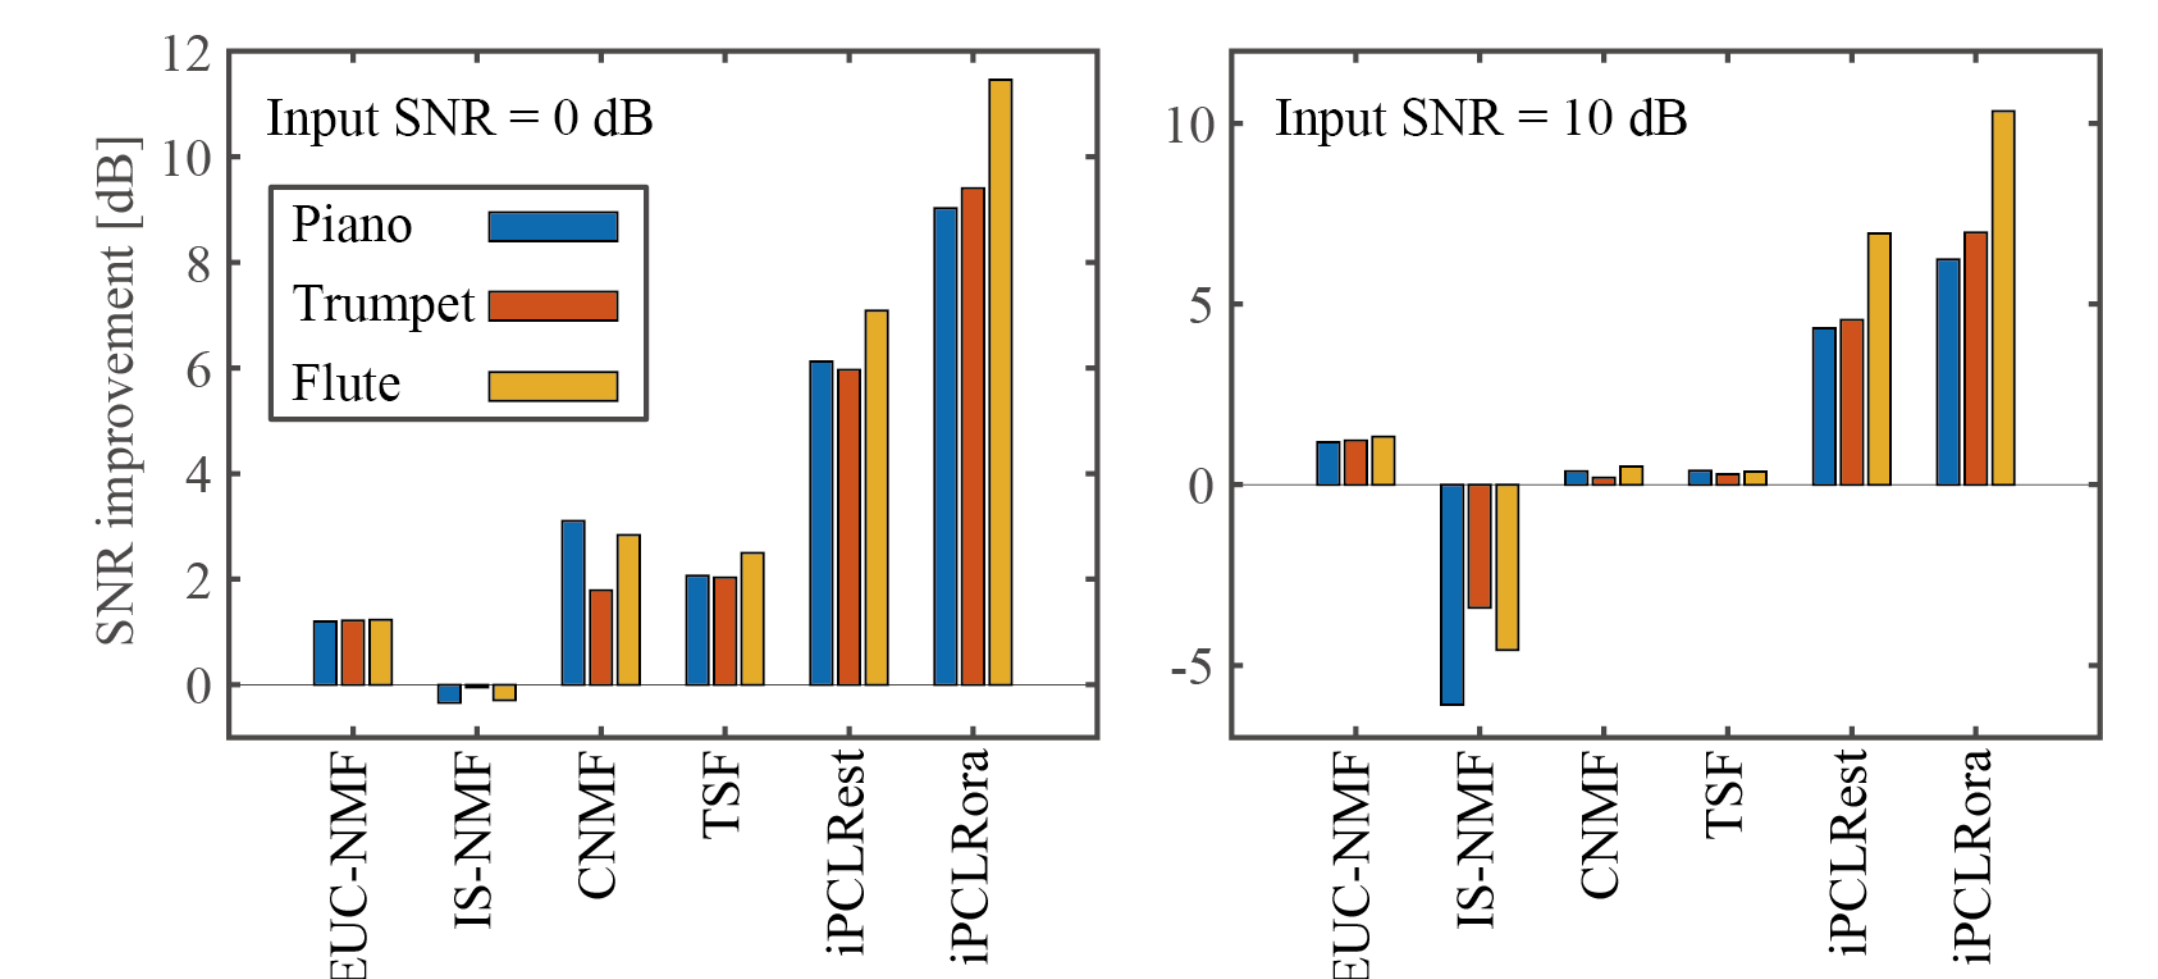 SNR improvement [dB]
12
10
8
6
4
2
0
Input SNR = 0 dB
Piano
Trumpet
Flute
EUC-NMF
IS-NMF
CNMF
TSF
iPCLRest
iPCLRora
10
5
0
-5
Input SNR = 10 dB
EUC-NMF
IS-NMF
CNMF
TSF
iPCLRest
iPCLRora